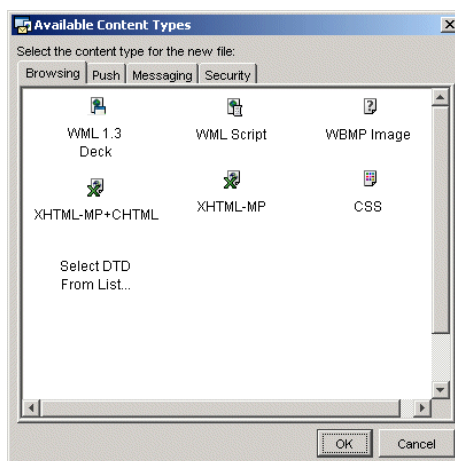 Available Content Types
Select the content type for the new file:
Browsing Push Messaging Security
WML 1.3
Deck
WML Script
WBMP Image
XHTML-MP+CHTML
XHTML-MP
CSS
Select DTD
From List...
OK Cancel